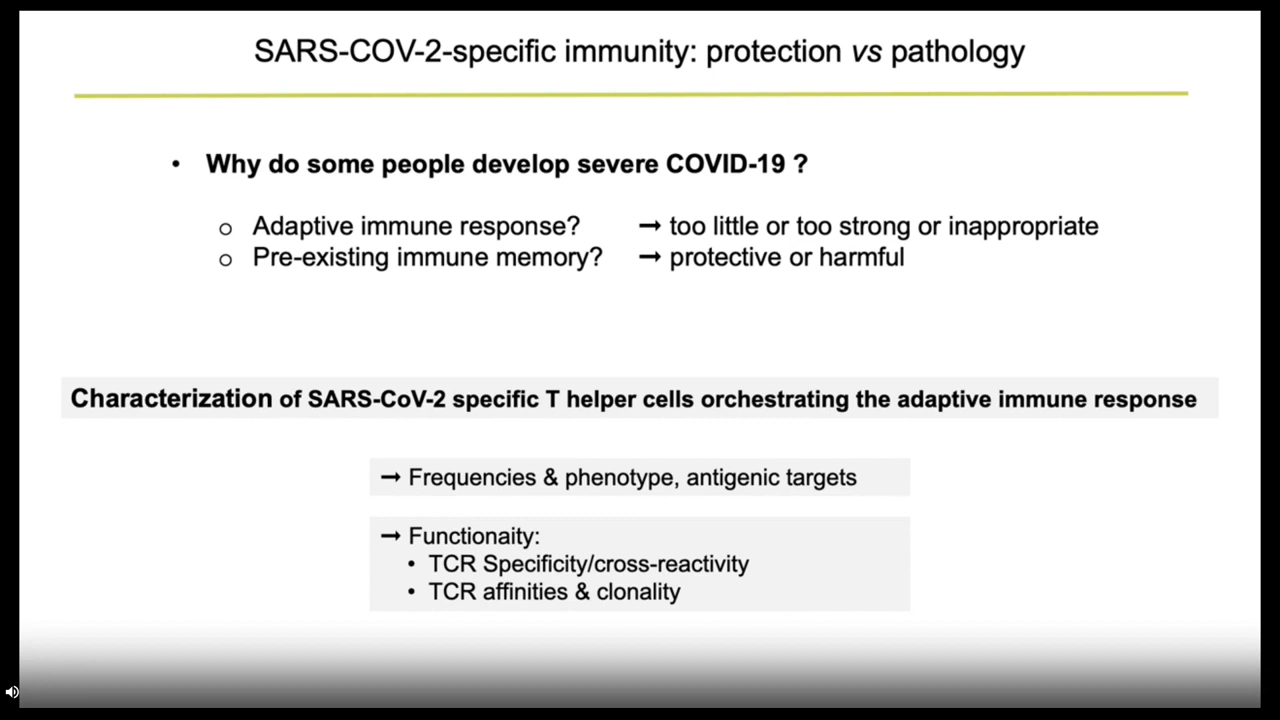 SARS-COV-2-specific immunity: protection vs pathology
• Why do some people develop severe COVID-19 ?
o Adaptive immune response? → too little or too strong or inappropriate
o Pre-existing immune memory? → protective or harmful
Characterization of SARS-CoV-2 specific T helper cells orchestrating the adaptive immune response
→ Frequencies & phenotype, antigenic targets
→ Functionaity:
• TCR Specificity/cross-reactivity
• TCR affinities & clonality